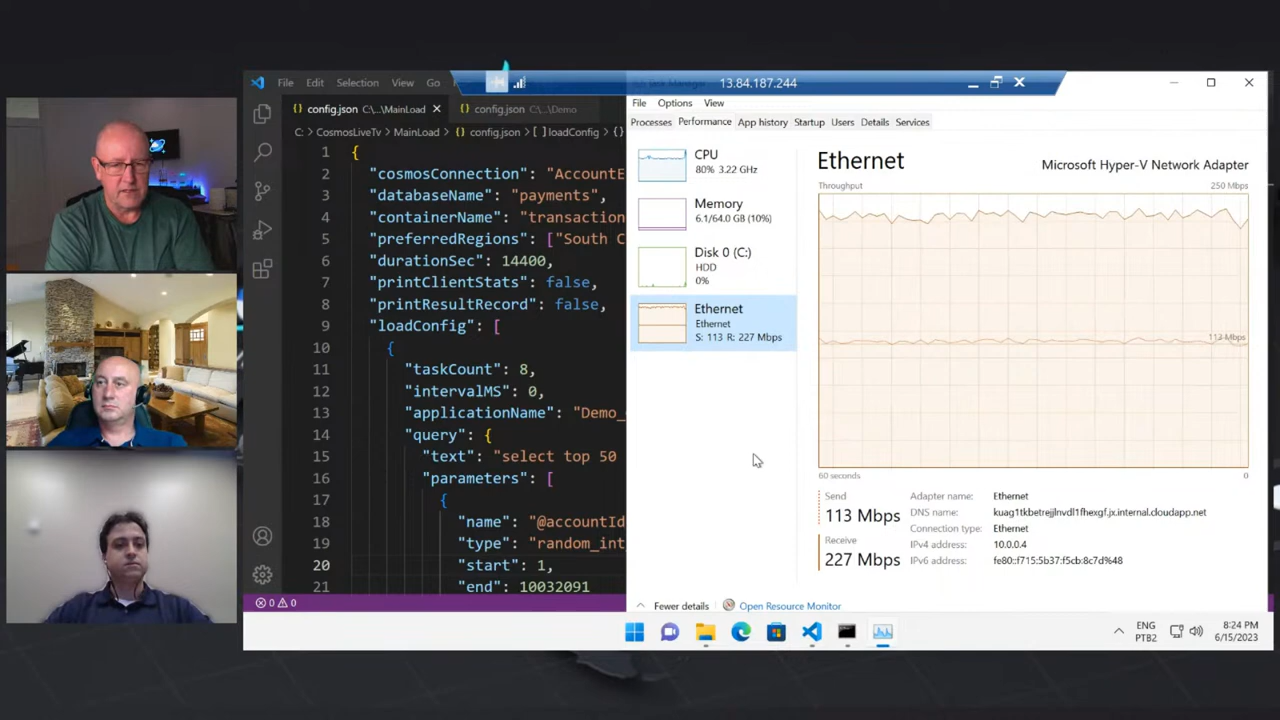 File Edit Selection View Go
13.84.187.244
config.json C:\...\MainLoad
config.json C:\...\Demo
C: > CosmosLiveTv > MainLoad > config.json > [ ] loadConfig > {}
1 {
2 "cosmosConnection": "AccountE
3 "databaseName": "payments",
4 "containerName": "transaction
5 "preferredRegions": ["South C
6 "durationSec": 14400,
7 "printClientStats": false,
8 "printResultRecord": false,
9 "loadConfig": [
10 {
11 "taskCount": 8,
12 "intervalMS": 0,
13 "applicationName": "Demo_
14 "query": {
15 "text": "select top 50
16 "parameters": [
17 {
18 "name": "@accountId
19 "type": "random_int
20 "start": 1,
21 "end": 10032091
0 0
Task Manager
File Options View
Processes Performance App history Startup Users Details Services
CPU
80% 3.22 GHz
Memory
6.1/64.0 GB (10%)
Disk 0 (C:)
HDD
0%
Ethernet
Ethernet
S: 113 R: 227 Mbps
Ethernet
Microsoft Hyper-V Network Adapter
Throughput
250 Mbps
113 Mbps
60 seconds
0
Send
113 Mbps
Receive
227 Mbps
Adapter name: Ethernet
DNS name: kuag1tkbetrejjlnvdl1fhexgf.jx.internal.cloudapp.net
Connection type: Ethernet
IPv4 address: 10.0.0.4
IPv6 address: fe80::f715:5b37:f5cb:8c7d%48
Fewer details
Open Resource Monitor
ENG
PTB2
8:24 PM
6/15/2023